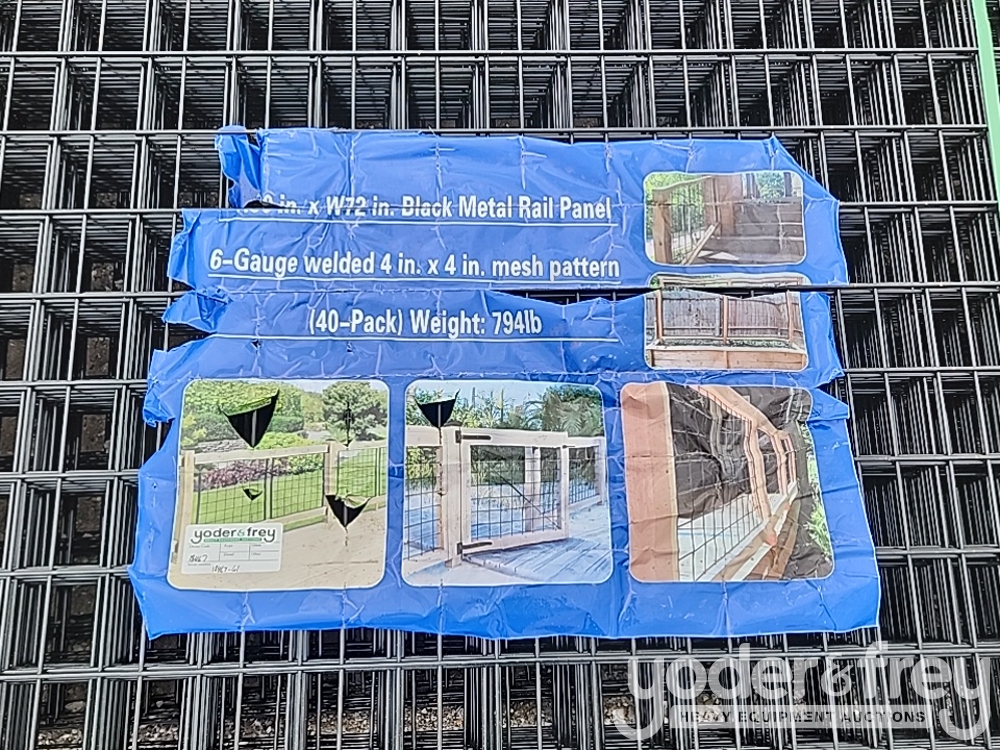 in. x W72 in. Black Metal Rail Panel
6-Gauge welded 4 in. x 4 in. mesh pattern
(40-Pack) Weight: 794lb
yoder&frey
yoder&frey
HEAVY EQUIPMENT AUCTIONS